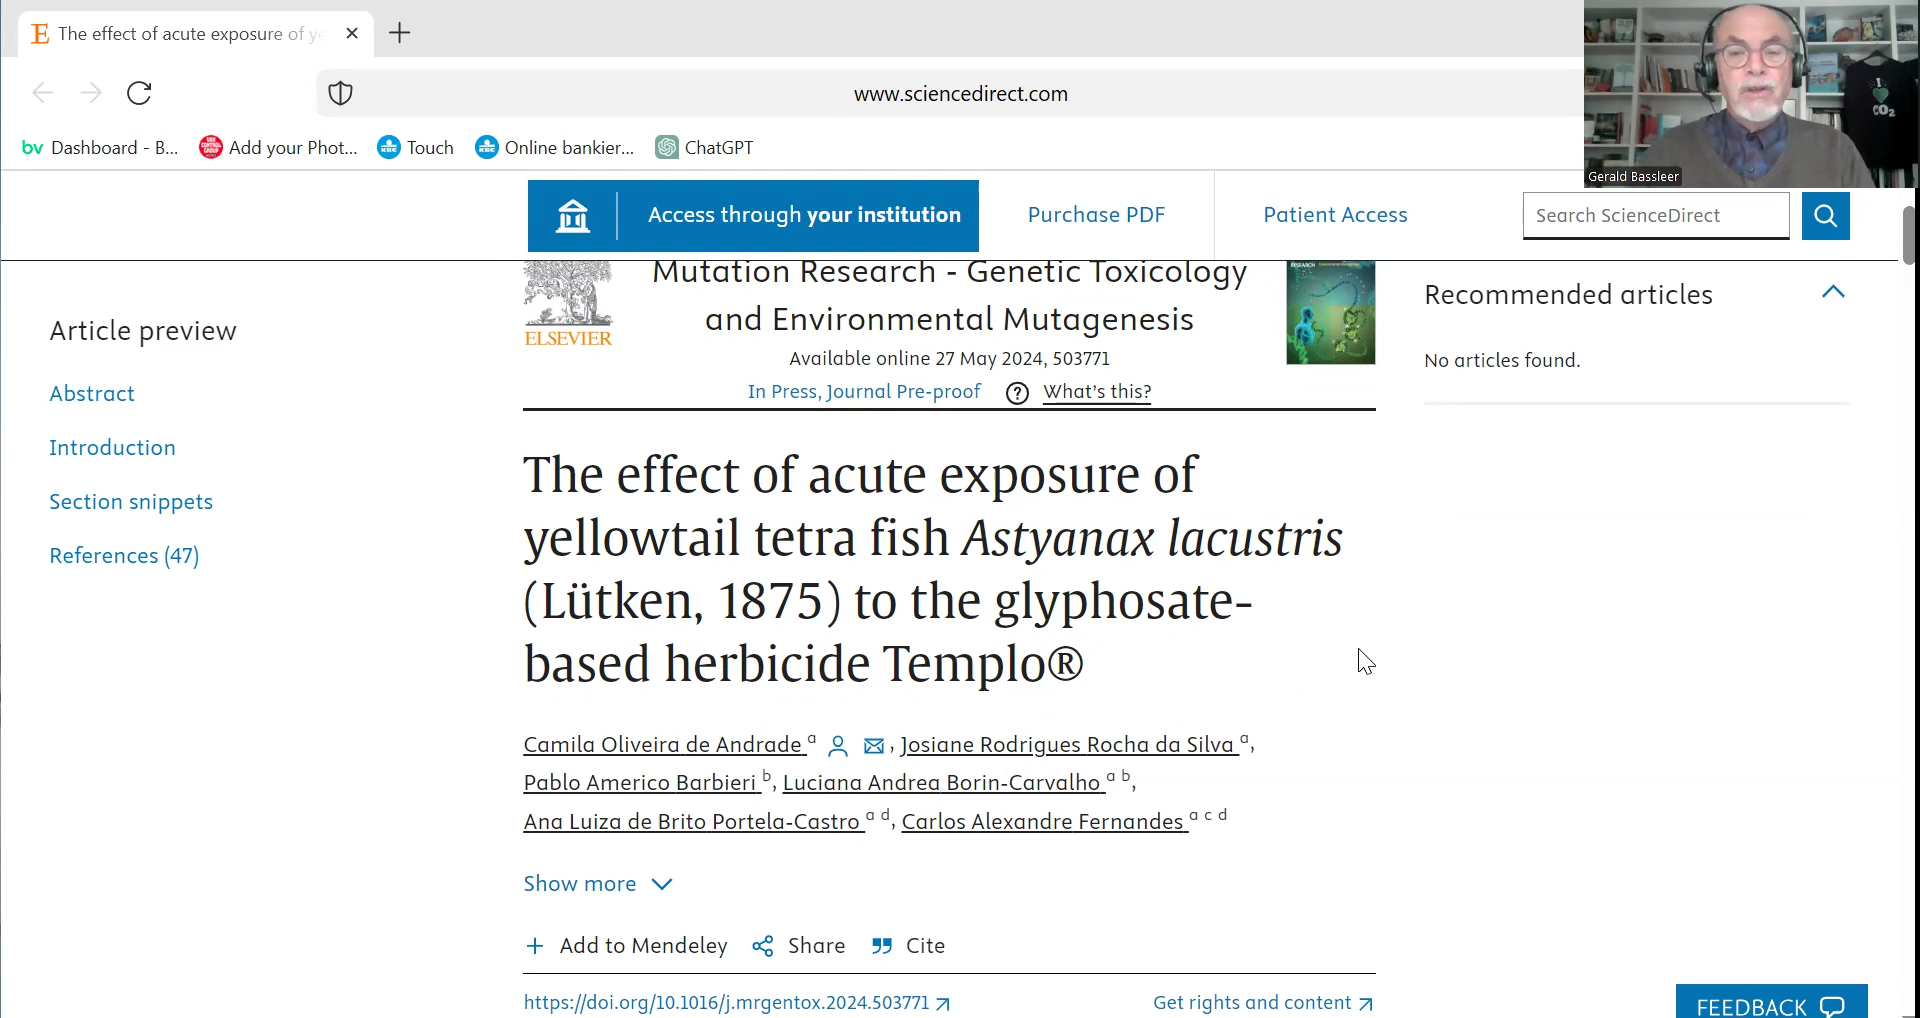 The effect of acute exposure of ye
www.sciencedirect.com
bv Dashboard - B...
Add your Phot...
Touch
Online bankier...
ChatGPT
I
CO2
Gerald Bassleer
Access through your institution
Purchase PDF
Patient Access
Search ScienceDirect
Article preview
Abstract
Introduction
Section snippets
References (47)
ELSEVIER
Mutation Research - Genetic Toxicology
and Environmental Mutagenesis
Available online 27 May 2024, 503771
In Press, Journal Pre-proof
What's this?
Recommended articles
No articles found.
The effect of acute exposure of
yellowtail tetra fish Astyanax lacustris
(Lütken, 1875) to the glyphosate-
based herbicide Templo®
Camila Oliveira de Andrade a, Josiane Rodrigues Rocha da Silva a,
Pablo Americo Barbieri b, Luciana Andrea Borin-Carvalho a b,
Ana Luiza de Brito Portela-Castro a d, Carlos Alexandre Fernandes a c d
Show more
Add to Mendeley
Share
Cite
https://doi.org/10.1016/j.mrgentox.2024.503771
Get rights and content
FEEDBACK